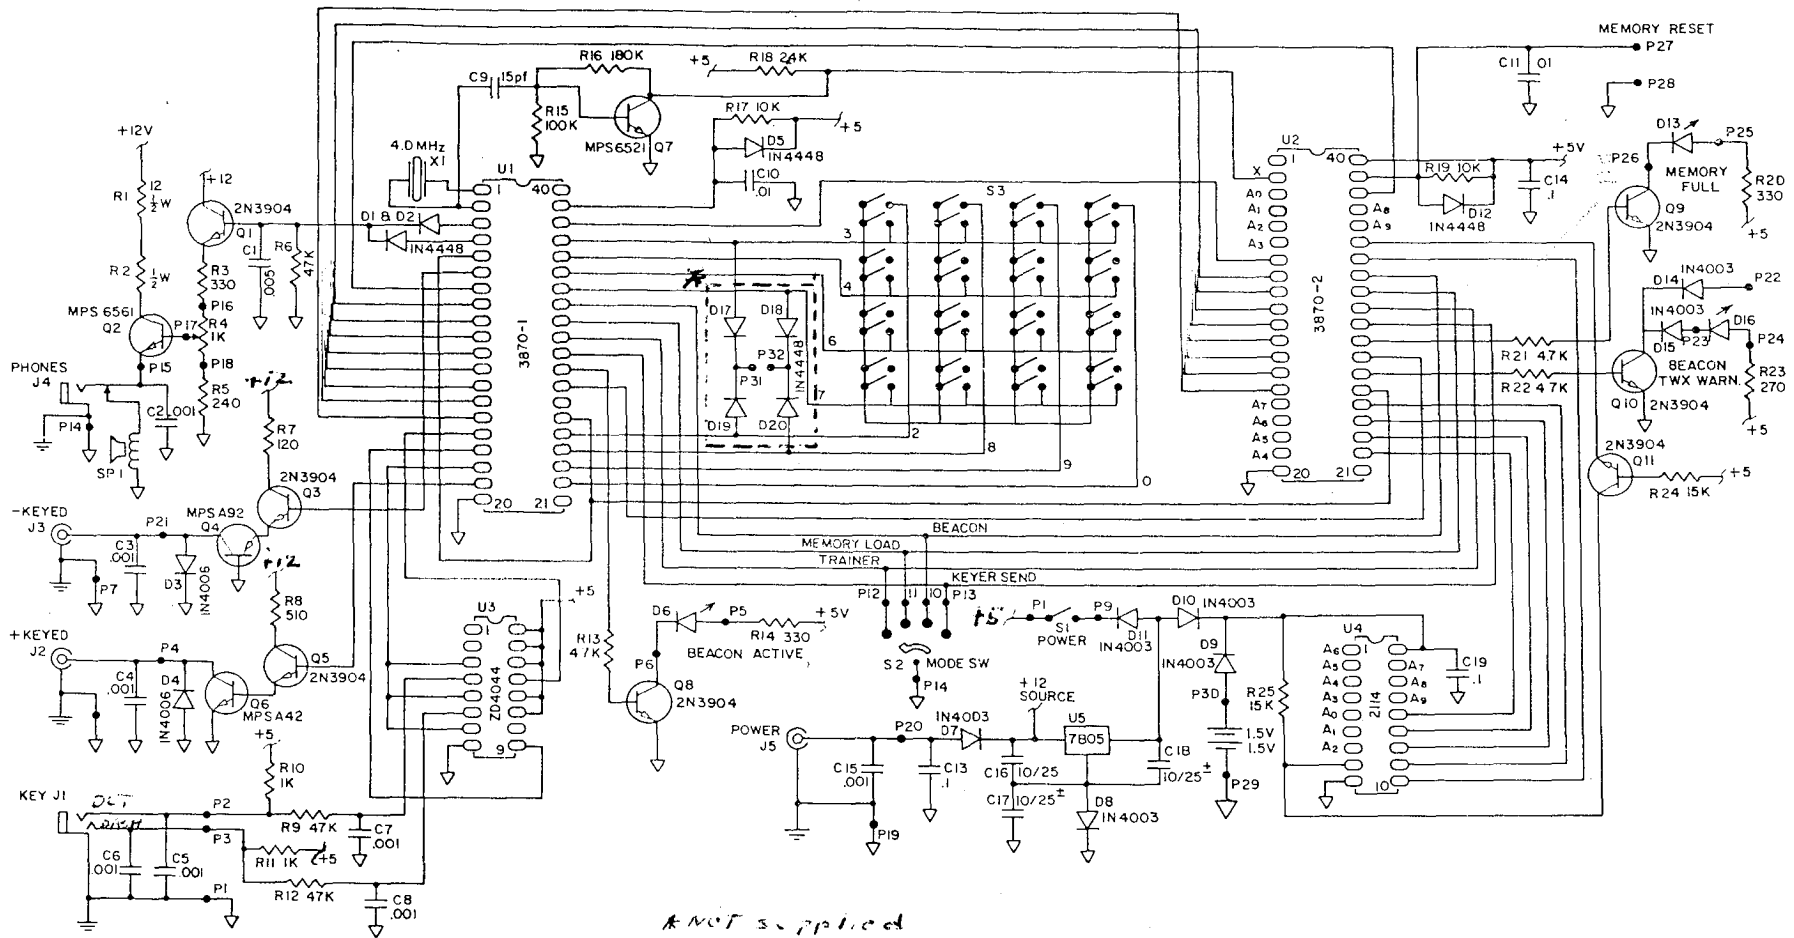 MEMORY RESET
P27
C11
.01
P28
R16 180K
+5
R18 24K
C9
15pf
R15
100K
MPS6521
Q7
R17 10K
+5
D5
1N4448
C10
.01
4.0MHz
X1
+12V
R1
12
½W
R2
½W
+12
2N3904
Q1
R3
330
P16
R4
1K
P17
P18
R5
240
C1
.005
R6
47K
D1 & D2
1N4448
MPS 6561
Q2
P15
PHONES
J4
P14
SP1
C2 .001
+12
R7
120
2N3904
Q3
MPSA92
Q4
-KEYED
J3
P21
C3
.001
D3
1N4006
P7
+12
R8
510
Q5
2N3904
+KEYED
J2
P4
C4
.001
D4
1N4006
Q6
MPSA42
+5
R10
1K
KEY J1
DOT
DASH
P2
P3
R9 47K
C7
.001
R11 1K
+5
R12 47K
C8
.001
C6
.001
C5
.001
P1
U1
1
40
3870-1
20
21
U3
1
ZD4044
9
+5
D17
D18
P32
P31
1N4448
D19
D20
S3
3
4
6
7
2
8
9
0
BEACON
MEMORY LOAD
TRAINER
KEYER SEND
P12
11
10
P13
S2
MODE SW
P14
R13
4.7K
D6
P5
+5V
R14 330
BEACON ACTIVE
P6
Q8
2N3904
+5
P1
S1
POWER
P9
D11
1N4003
D10
1N4003
D9
1N4003
P30
1.5V
1.5V
P29
R25
15K
+12
SOURCE
POWER
J5
P20
1N4003
D7
U5
7805
C15
.001
C13
.1
C16
10/25
C17
10/25±
C18
10/25±
D8
1N4003
P19
U2
1
40
X
A0
A1
A2
A3
A8
A9
3870-2
A7
A6
A5
A4
20
21
R19 10K
D12
1N4448
+5V
C14
.1
P26
D13
P25
MEMORY
FULL
R20
330
+5
Q9
2N3904
R21 4.7K
R22 4.7K
1N4003
D14
P22
1N4003
D15
P23
D16
P24
BEACON
TWX WARN.
R23
270
+5
Q10
2N3904
2N3904
Q11
R24 15K
+5
U4
A6
1
A5
A4
A3
A0
A1
A2
A7
A8
A9
2114
10
C19
.1
* NOT supplied